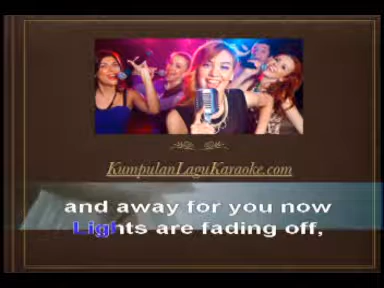 KumpulanLaguKaraoke.com
and away for you now
Lights are fading off,